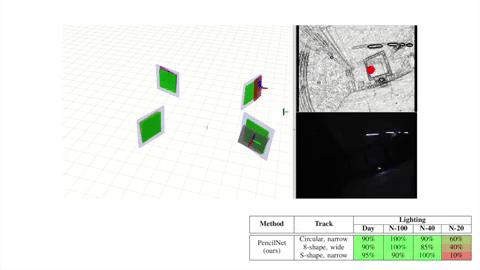 Method Track Lighting
Day N-100 N-40 N-20
PencilNet (ours) Circular, narrow 90% 100% 90% 60%
8-shape, wide 90% 100% 85% 40%
S-shape, narrow 95% 90% 100% 10%